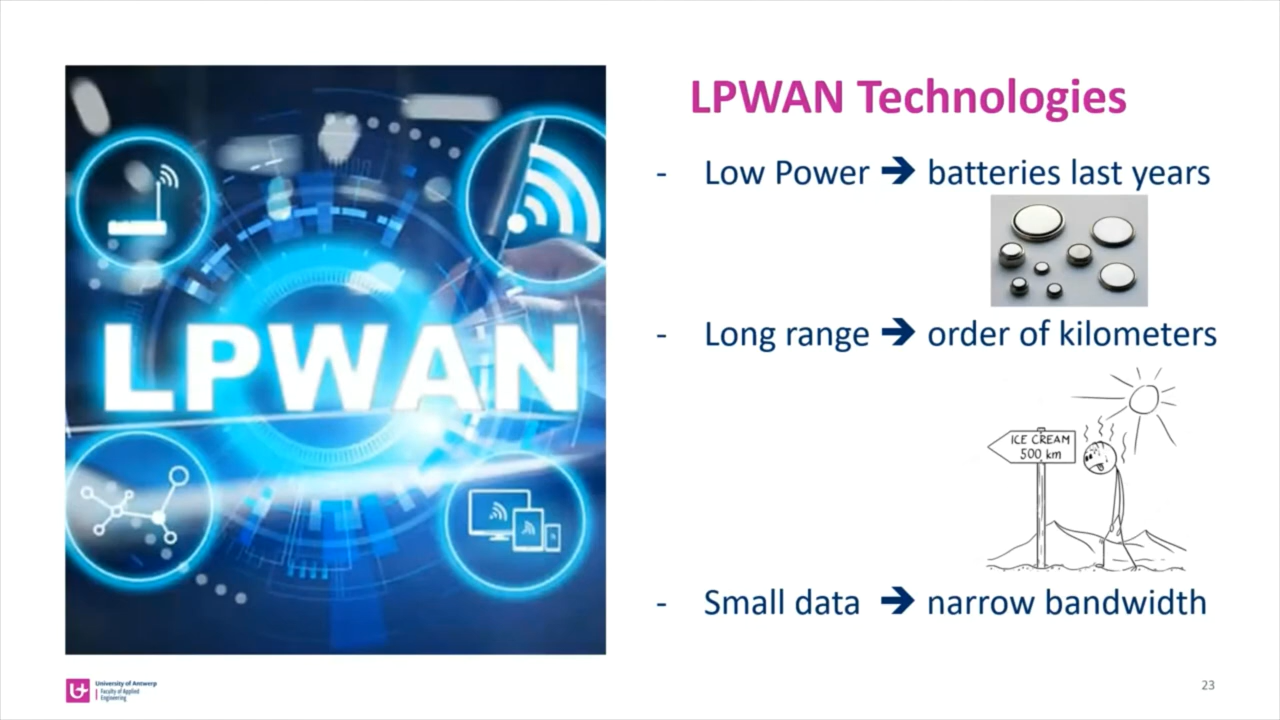 LPWAN
LPWAN Technologies
- Low Power ➔ batteries last years
- Long range ➔ order of kilometers
ICE CREAM
500 km
- Small data ➔ narrow bandwidth
University of Antwerp
Faculty of Applied
Engineering
23